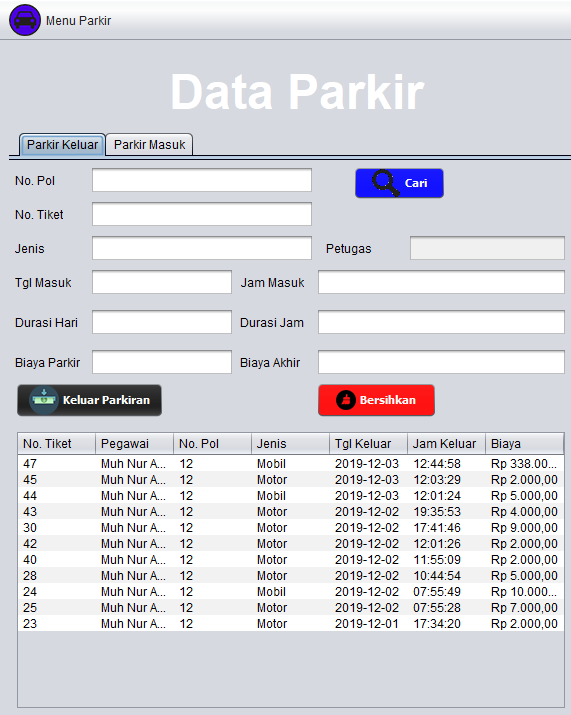 Menu Parkir
Data Parkir
Parkir Keluar Parkir Masuk
No. Pol Cari
No. Tiket
Jenis Petugas
Tgl Masuk Jam Masuk
Durasi Hari Durasi Jam
Biaya Parkir Biaya Akhir
Keluar Parkiran Bersihkan
No. Tiket Pegawai No. Pol Jenis Tgl Keluar Jam Keluar Biaya
47 Muh Nur A... 12 Mobil 2019-12-03 12:44:58 Rp 338.00...
45 Muh Nur A... 12 Motor 2019-12-03 12:03:29 Rp 2.000,00
44 Muh Nur A... 12 Mobil 2019-12-03 12:01:24 Rp 5.000,00
43 Muh Nur A... 12 Motor 2019-12-02 19:35:53 Rp 4.000,00
30 Muh Nur A... 12 Motor 2019-12-02 17:41:46 Rp 9.000,00
42 Muh Nur A... 12 Motor 2019-12-02 12:01:26 Rp 2.000,00
40 Muh Nur A... 12 Motor 2019-12-02 11:55:09 Rp 2.000,00
28 Muh Nur A... 12 Motor 2019-12-02 10:44:54 Rp 5.000,00
24 Muh Nur A... 12 Mobil 2019-12-02 07:55:49 Rp 10.000...
25 Muh Nur A... 12 Motor 2019-12-02 07:55:28 Rp 7.000,00
23 Muh Nur A... 12 Motor 2019-12-01 17:34:20 Rp 2.000,00